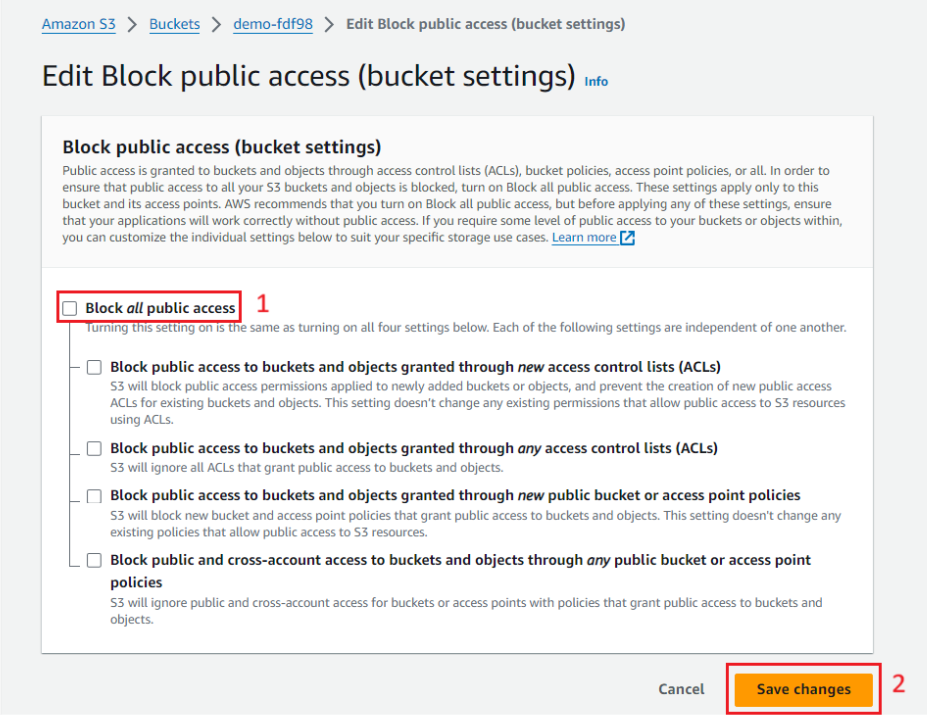 Amazon S3 > Buckets > demo-fdf98 > Edit Block public access (bucket settings)
Edit Block public access (bucket settings) Info
Block public access (bucket settings)
Public access is granted to buckets and objects through access control lists (ACLs), bucket policies, access point policies, or all. In order to
ensure that public access to all your S3 buckets and objects is blocked, turn on Block all public access. These settings apply only to this
bucket and its access points. AWS recommends that you turn on Block all public access, but before applying any of these settings, ensure
that your applications will work correctly without public access. If you require some level of public access to your buckets or objects within,
you can customize the individual settings below to suit your specific storage use cases. Learn more
Block all public access 1
Turning this setting on is the same as turning on all four settings below. Each of the following settings are independent of one another.
Block public access to buckets and objects granted through new access control lists (ACLs)
S3 will block public access permissions applied to newly added buckets or objects, and prevent the creation of new public access
ACLs for existing buckets and objects. This setting doesn't change any existing permissions that allow public access to S3 resources
using ACLs.
Block public access to buckets and objects granted through any access control lists (ACLs)
S3 will ignore all ACLs that grant public access to buckets and objects.
Block public access to buckets and objects granted through new public bucket or access point policies
S3 will block new bucket and access point policies that grant public access to buckets and objects. This setting doesn't change any
existing policies that allow public access to S3 resources.
Block public and cross-account access to buckets and objects through any public bucket or access point
policies
S3 will ignore public and cross-account access for buckets or access points with policies that grant public access to buckets and
objects.
Cancel Save changes 2